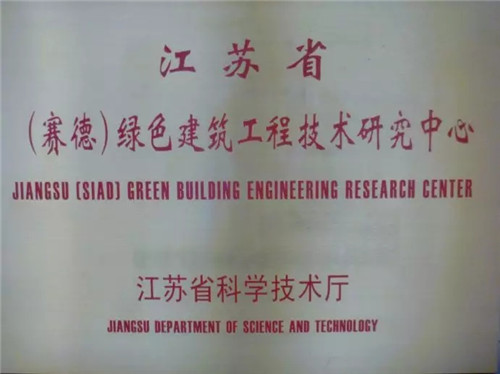 江苏省
（赛德）绿色建筑工程技术研究中心
JIANGSU (SIAD) GREEN BUILDING ENGINEERING RESEARCH CENTER
江苏省科学技术厅
JIANGSU DEPARTMENT OF SCIENCE AND TECHNOLOGY